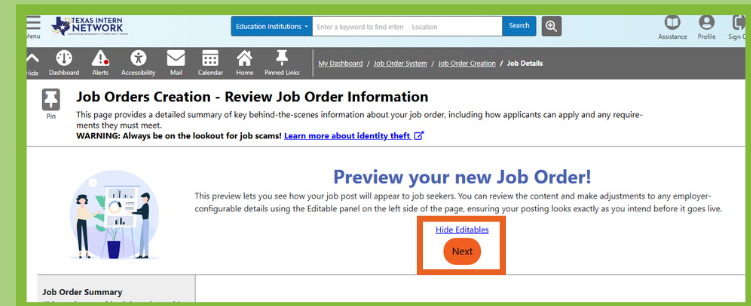 TEXAS INTERN
NETWORK
Education Institutions
Enter a keyword to find inten
Location
Search
Menu
Assistance
Profile
Sign O
Hide
Dashboard
Alerts
Accessibility
Mail
Calendar
Home
Pinned Links
My Dashboard / Job Order System / Job Order Creation / Job Details
Pin
Job Orders Creation - Review Job Order Information
This page provides a detailed summary of key behind-the-scenes information about your job order, including how applicants can apply and any require-
ments they must meet.
WARNING: Always be on the lookout for job scams! Learn more about identity theft
Preview your new Job Order!
This preview lets you see how your job post will appear to job seekers. You can review the content and make adjustments to any employer-
configurable details using the Editable panel on the left side of the page, ensuring your posting looks exactly as you intend before it goes live.
Hide Editables
Next
Job Order Summary